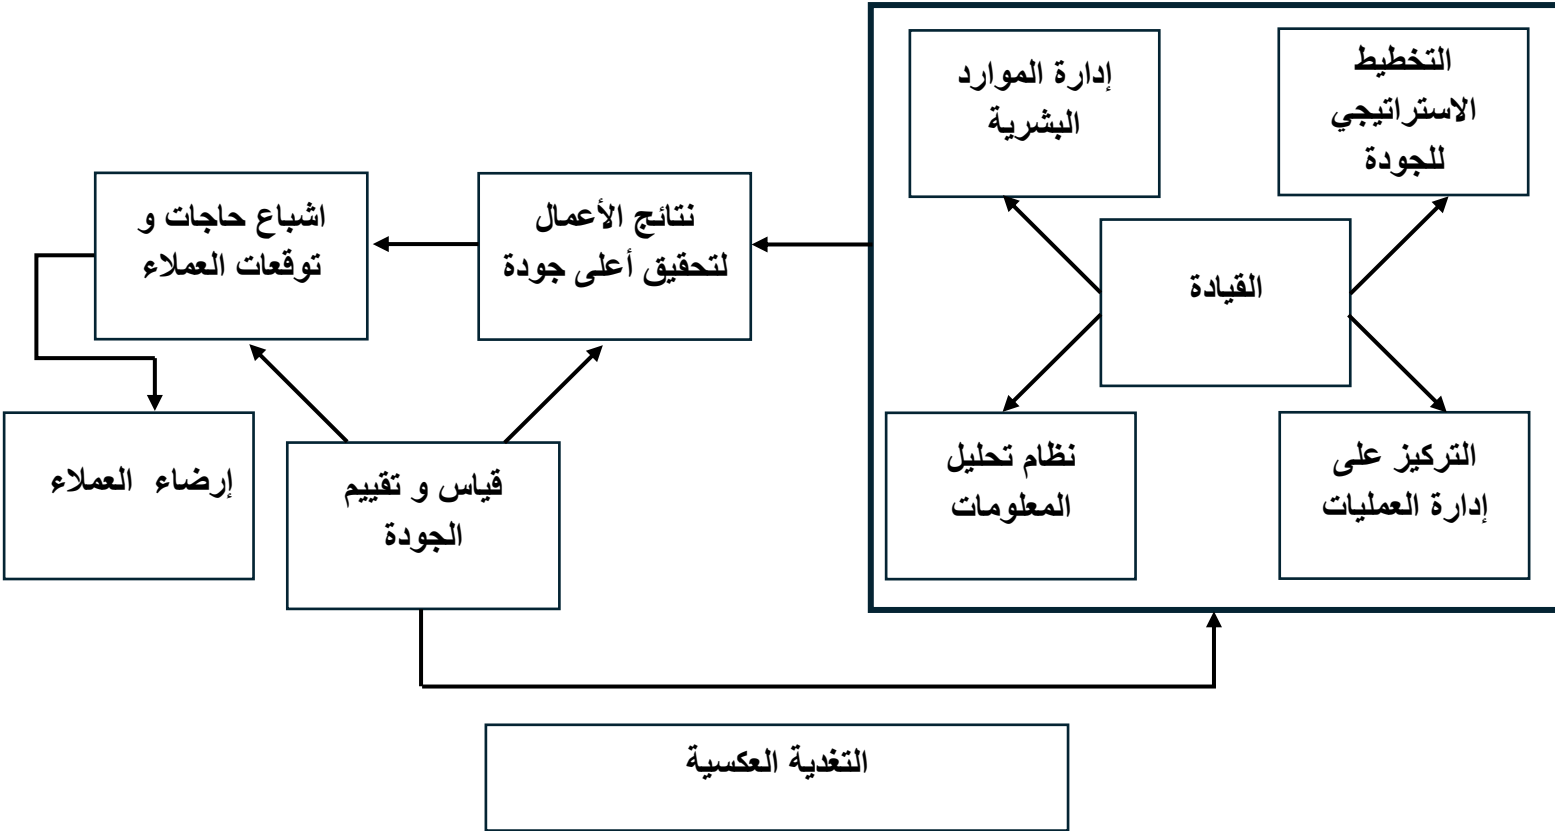 التخطيط
الاستراتيجي
للجودة
إدارة الموارد
البشرية
القيادة
التركيز على
إدارة العمليات
نظام تحليل
المعلومات
نتائج الأعمال
لتحقيق أعلى جودة
اشباع حاجات و
توقعات العملاء
قياس و تقييم
الجودة
إرضاء العملاء
التغدية العكسية